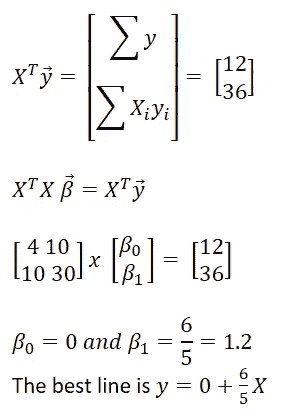 X^T y⃗ = [∑ y
∑ X_i y_i] = [12
36]
X^T X β⃗ = X^T y⃗
[4 10
10 30] x [β_0
β_1] = [12
36]
β_0 = 0 and β_1 = 6/5 = 1.2
The best line is y = 0 + 6/5 X